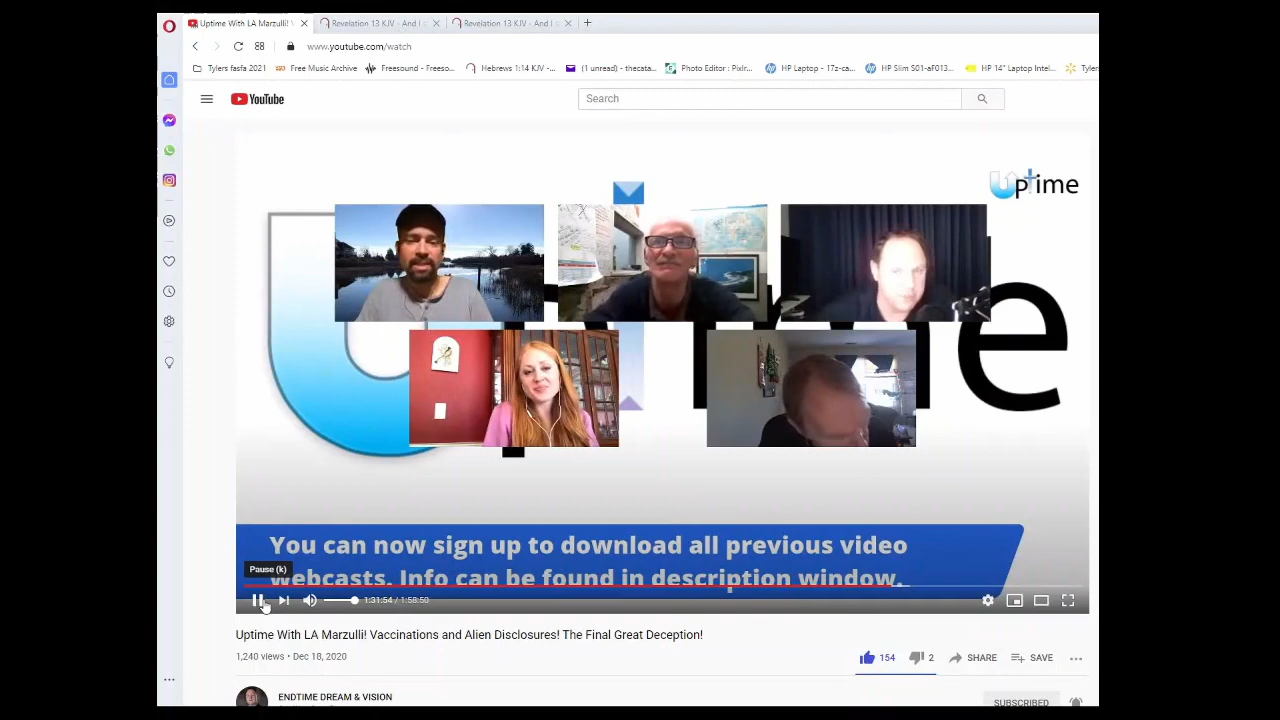 Uptime With LA Marzulli! V
Revelation 13 KJV - And I s
Revelation 13 KJV - And I s
www.youtube.com/watch
Tylers fasfa 2021
Free Music Archive
Freesound - Freeso...
Hebrews 1:14 KJV -...
(1 unread) - thecata...
Photo Editor : Pixlr...
HP Laptop - 17z-ca...
HP Slim S01-aF013...
HP 14" Laptop Intel...
Tylers
YouTube
Search
Uptime
You can now sign up to download all previous video
Pause (k)
webcasts. Info can be found in description window.
1:31:54 / 1:58:50
Uptime With LA Marzulli! Vaccinations and Alien Disclosures! The Final Great Deception!
1,240 views • Dec 18, 2020
154
2
SHARE
SAVE
ENDTIME DREAM & VISION
SUBSCRIBED